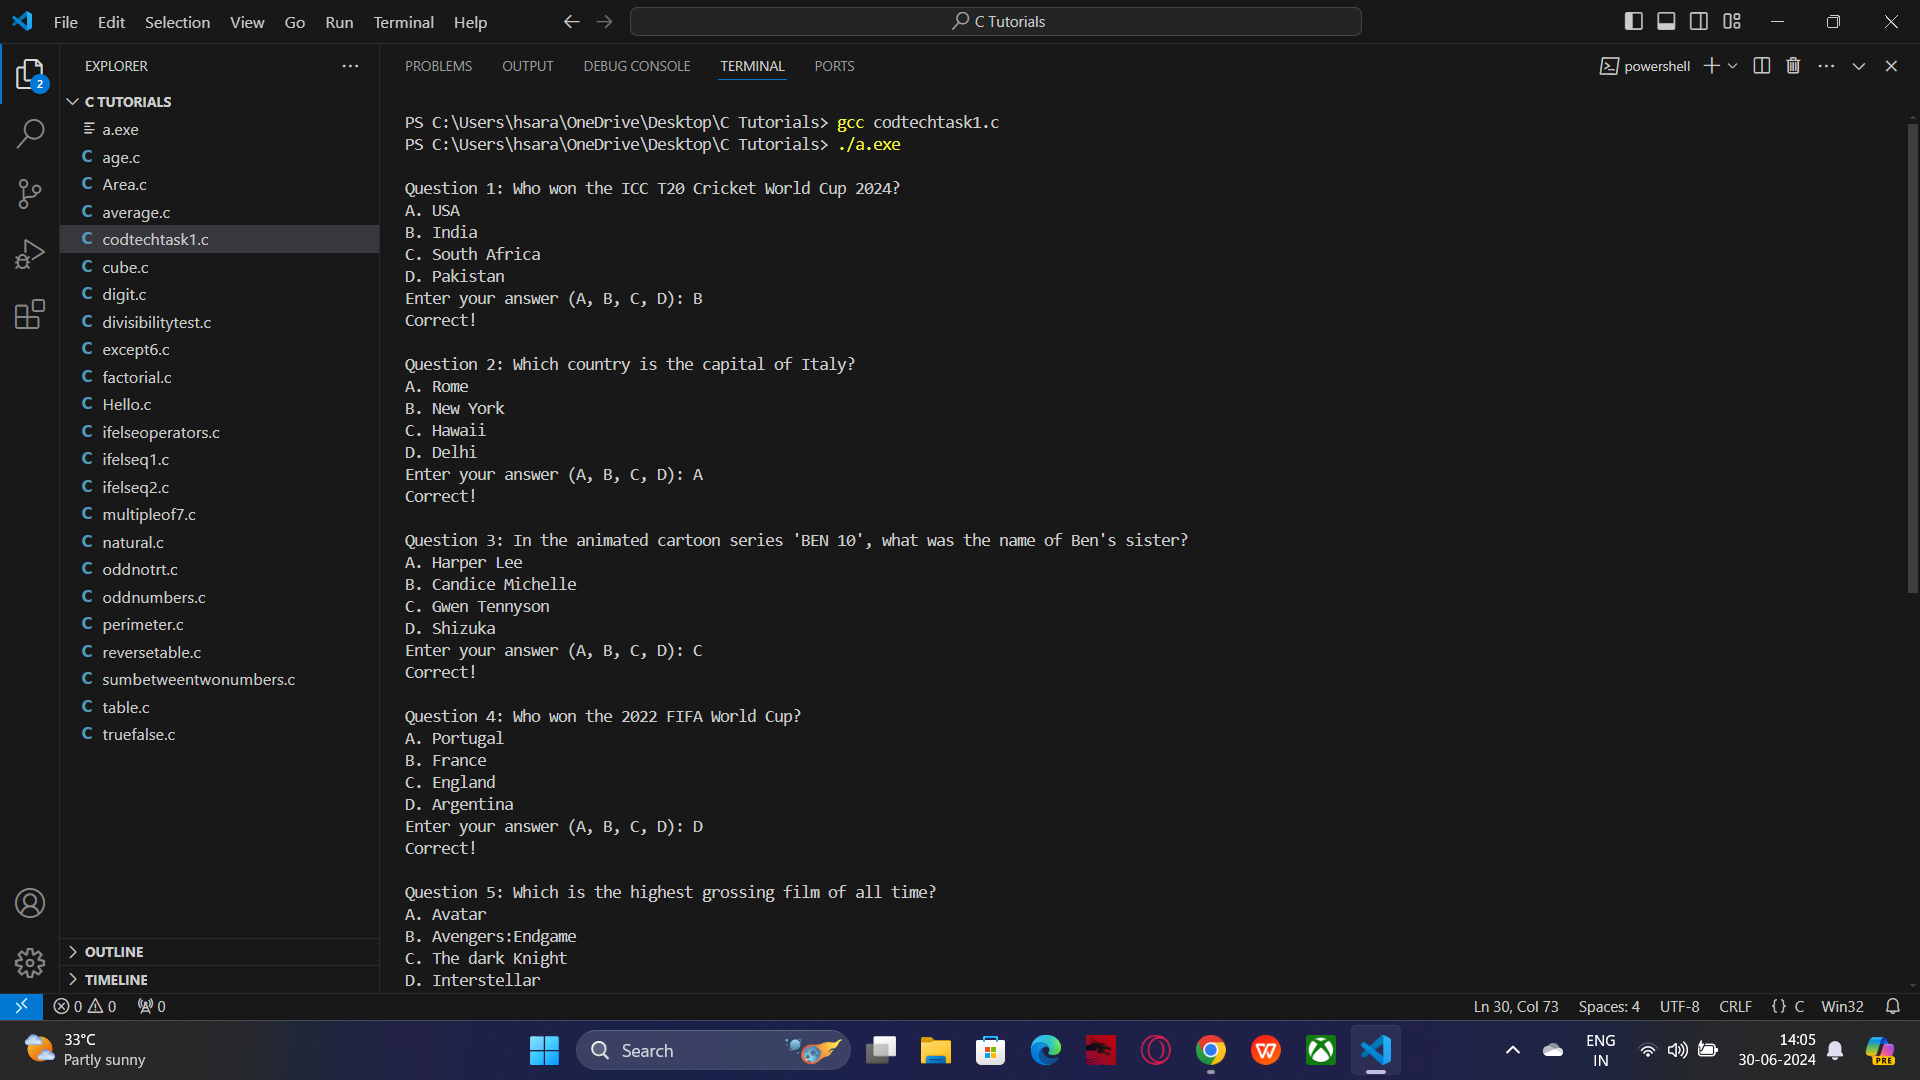 File Edit Selection View Go Run Terminal Help
C Tutorials
EXPLORER
2
C TUTORIALS
a.exe
C age.c
C Area.c
C average.c
C codtechtask1.c
C cube.c
C digit.c
C divisibilitytest.c
C except6.c
C factorial.c
C Hello.c
C ifelseoperators.c
C ifelseq1.c
C ifelseq2.c
C multipleof7.c
C natural.c
C oddnotrt.c
C oddnumbers.c
C perimeter.c
C reversetable.c
C sumbetweentwonumbers.c
C table.c
C truefalse.c
OUTLINE
TIMELINE
PROBLEMS OUTPUT DEBUG CONSOLE TERMINAL PORTS
powershell
PS C:\Users\hsara\OneDrive\Desktop\C Tutorials> gcc codtechtask1.c
PS C:\Users\hsara\OneDrive\Desktop\C Tutorials> ./a.exe
Question 1: Who won the ICC T20 Cricket World Cup 2024?
A. USA
B. India
C. South Africa
D. Pakistan
Enter your answer (A, B, C, D): B
Correct!
Question 2: Which country is the capital of Italy?
A. Rome
B. New York
C. Hawaii
D. Delhi
Enter your answer (A, B, C, D): A
Correct!
Question 3: In the animated cartoon series 'BEN 10', what was the name of Ben's sister?
A. Harper Lee
B. Candice Michelle
C. Gwen Tennyson
D. Shizuka
Enter your answer (A, B, C, D): C
Correct!
Question 4: Who won the 2022 FIFA World Cup?
A. Portugal
B. France
C. England
D. Argentina
Enter your answer (A, B, C, D): D
Correct!
Question 5: Which is the highest grossing film of all time?
A. Avatar
B. Avengers:Endgame
C. The dark Knight
D. Interstellar
0 0 0
Ln 30, Col 73 Spaces: 4 UTF-8 CRLF {} C Win32
33°C
Partly sunny
Search
W
ENG
IN
14:05
30-06-2024
PRE